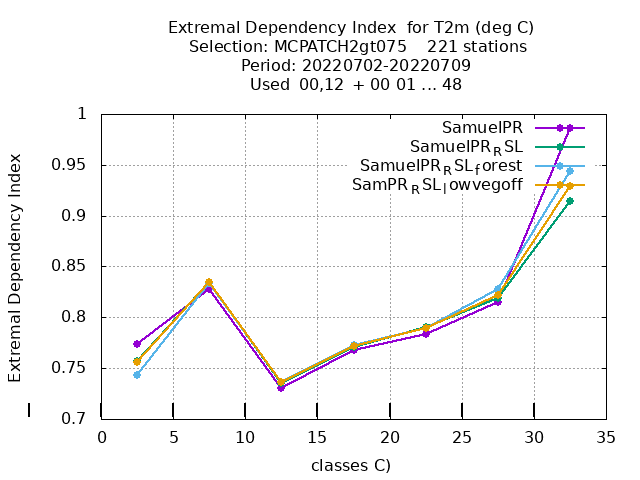 Extremal Dependency Index  for T2m (deg C)
Selection: MCPATCH2gt075    221 stations
Period: 20220702-20220709
Used  00,12  + 00 01 ... 48
Extremal Dependency Index
1
0.95
0.9
0.85
0.8
0.75
0.7
SamuelPR
SamuelPR_RSL
SamuelPR_RSL_forest
SamPR_RSL_lowvegoff
0 5 10 15 20 25 30 35
classes C)